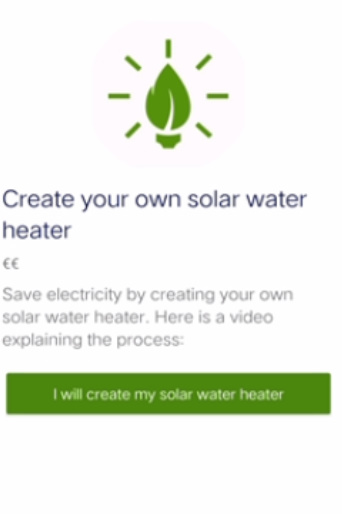 Create your own solar water
heater
€€
Save electricity by creating your own
solar water heater. Here is a video
explaining the process:
I will create my solar water heater